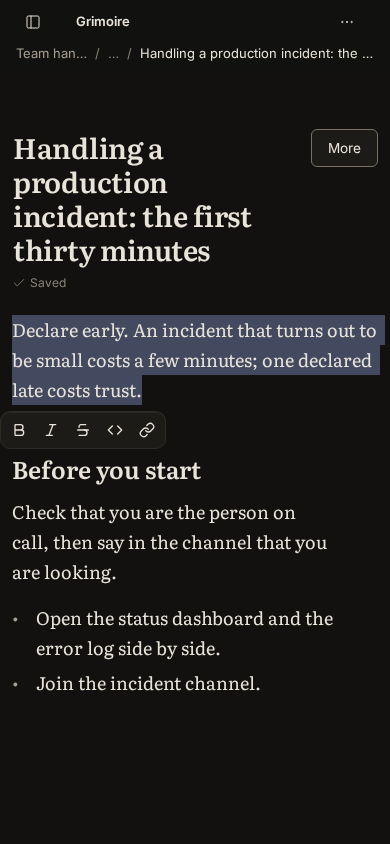 Grimoire
Team han... / ... / Handling a production incident: the ...
Handling a
production
incident: the first
thirty minutes
More
Saved
Declare early. An incident that turns out to
be small costs a few minutes; one declared
late costs trust.
Before you start
Check that you are the person on
call, then say in the channel that you
are looking.
• Open the status dashboard and the
error log side by side.
• Join the incident channel.